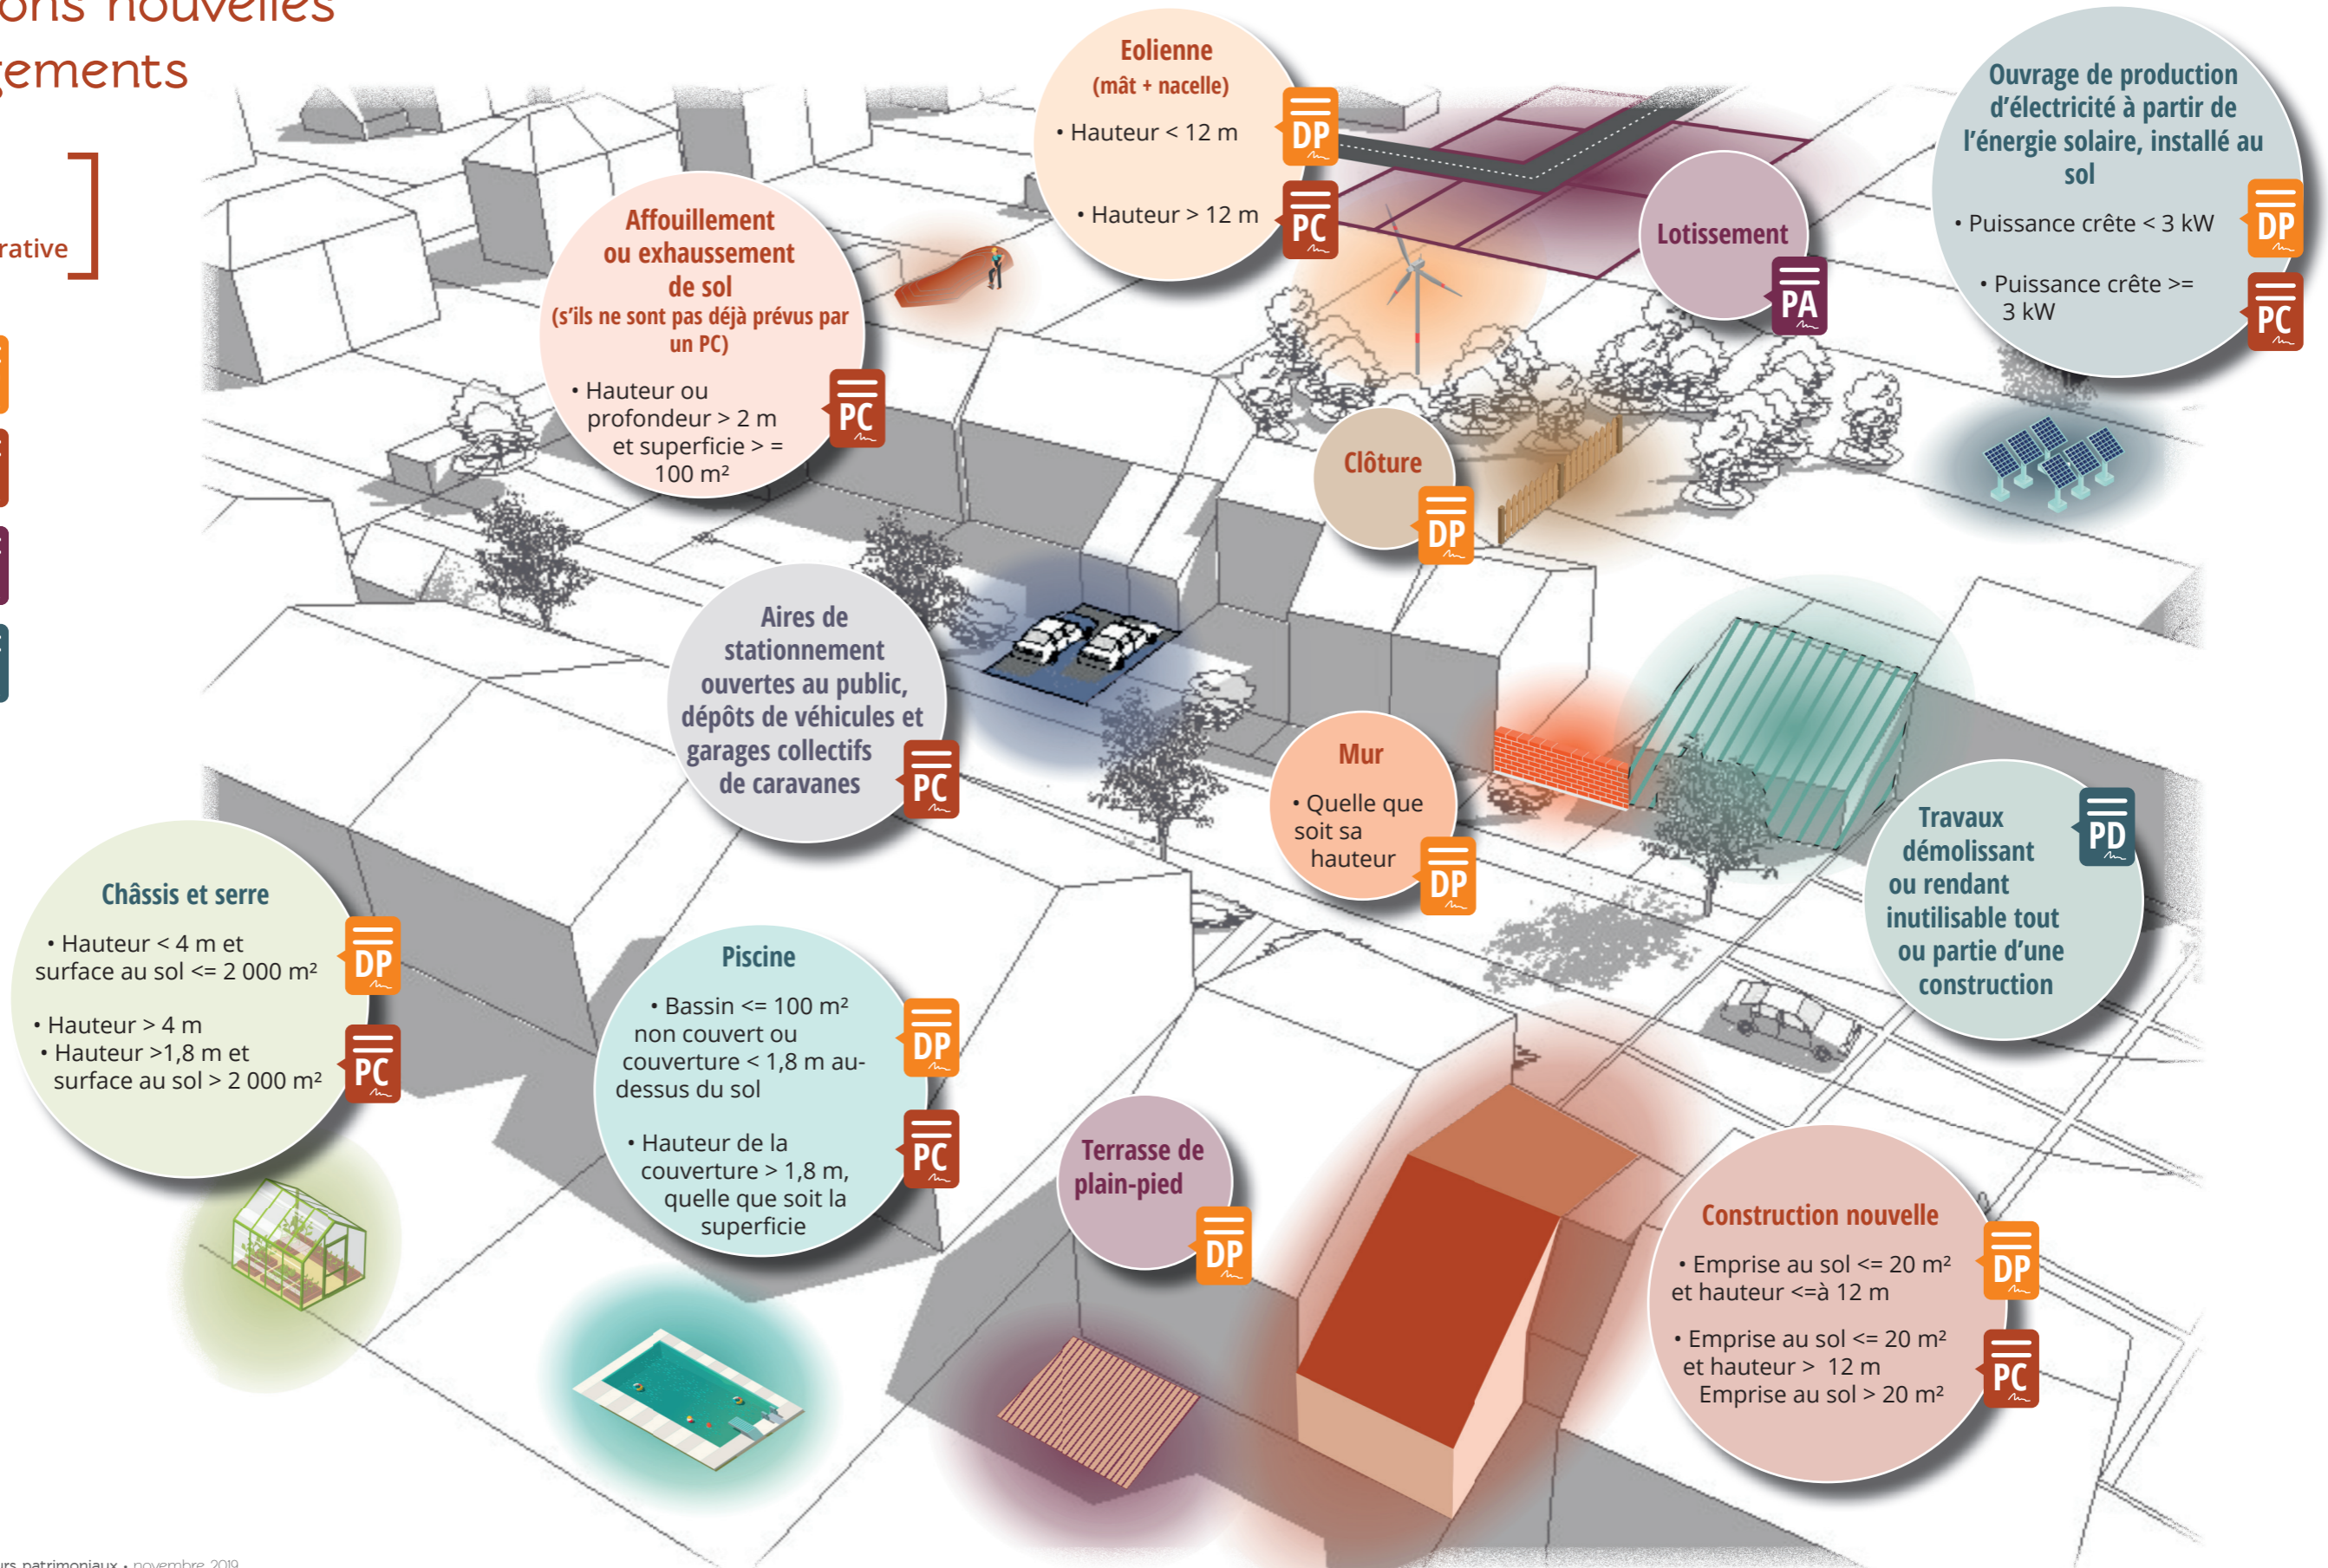 ons nouvelles
gements
rative
Eolienne
(mât + nacelle)
• Hauteur < 12 m
DP
• Hauteur > 12 m
PC
Ouvrage de production
d’électricité à partir de
l’énergie solaire, installé au
sol
• Puissance crête < 3 kW
DP
• Puissance crête >=
3 kW
PC
Lotissement
PA
Affouillement
ou exhaussement
de sol
(s’ils ne sont pas déjà prévus par
un PC)
• Hauteur ou
profondeur > 2 m
et superficie > =
100 m²
PC
Clôture
DP
Aires de
stationnement
ouvertes au public,
dépôts de véhicules et
garages collectifs
de caravanes
PC
Mur
• Quelle que
soit sa
hauteur
DP
Travaux
démolissant
ou rendant
inutilisable tout
ou partie d’une
construction
PD
Châssis et serre
• Hauteur < 4 m et
surface au sol <= 2 000 m²
DP
• Hauteur > 4 m
• Hauteur >1,8 m et
surface au sol > 2 000 m²
PC
Piscine
• Bassin <= 100 m²
non couvert ou
couverture < 1,8 m au-
dessus du sol
DP
• Hauteur de la
couverture > 1,8 m,
quelle que soit la
superficie
PC
Terrasse de
plain-pied
DP
Construction nouvelle
• Emprise au sol <= 20 m²
et hauteur <=à 12 m
DP
• Emprise au sol <= 20 m²
et hauteur > 12 m
Emprise au sol > 20 m²
PC
urs patrimoniaux • novembre 2019